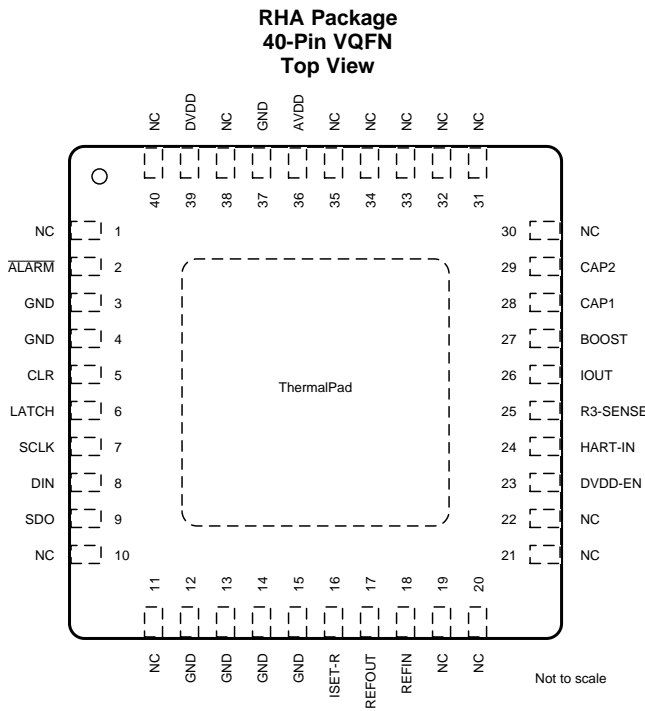 RHA Package
40-Pin VQFN
Top View
NC DVDD NC GND AVDD NC NC NC NC NC
40 39 38 37 36 35 34 33 32 31
NC 1
ALARM 2
GND 3
GND 4
CLR 5
LATCH 6
SCLK 7
DIN 8
SDO 9
NC 10
ThermalPad
30 NC
29 CAP2
28 CAP1
27 BOOST
26 IOUT
25 R3-SENSE
24 HART-IN
23 DVDD-EN
22 NC
21 NC
11 12 13 14 15 16 17 18 19 20
NC GND GND GND GND ISET-R REFOUT REFIN NC NC
Not to scale